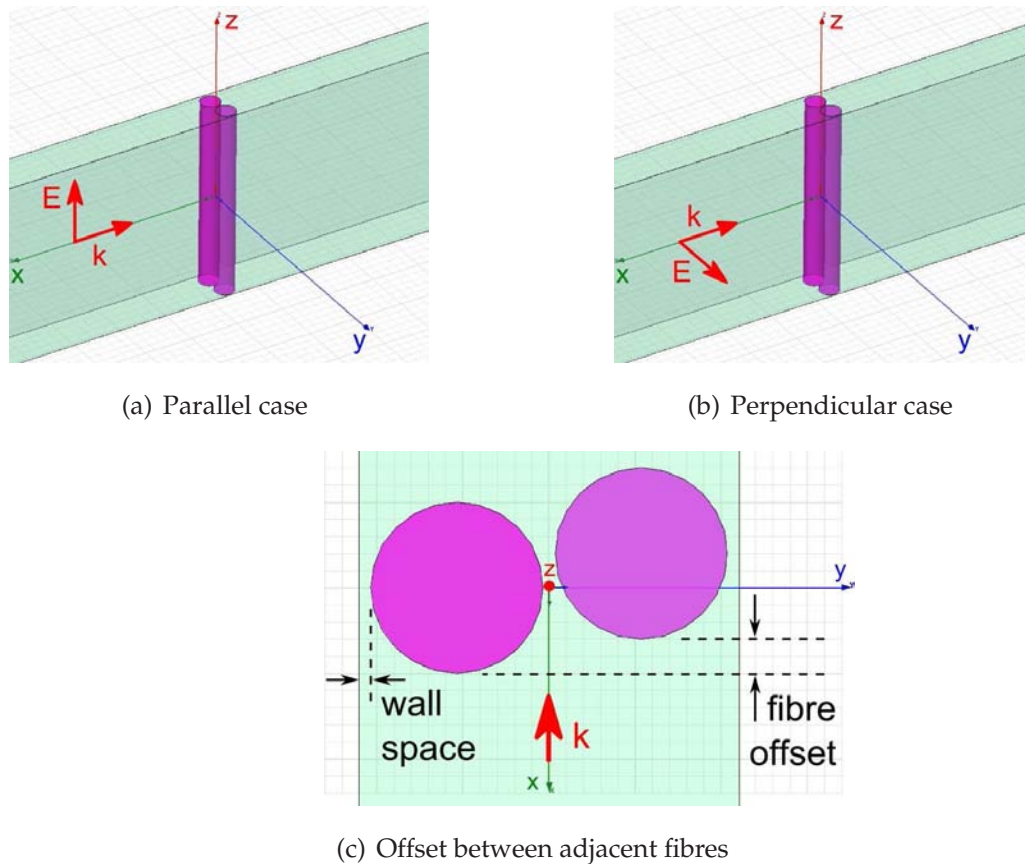 z
E
k
x
y
z
k
E
x
y
(a) Parallel case
(b) Perpendicular case
z
y
wall
space
k
x
fibre
offset
(c) Offset between adjacent fibres